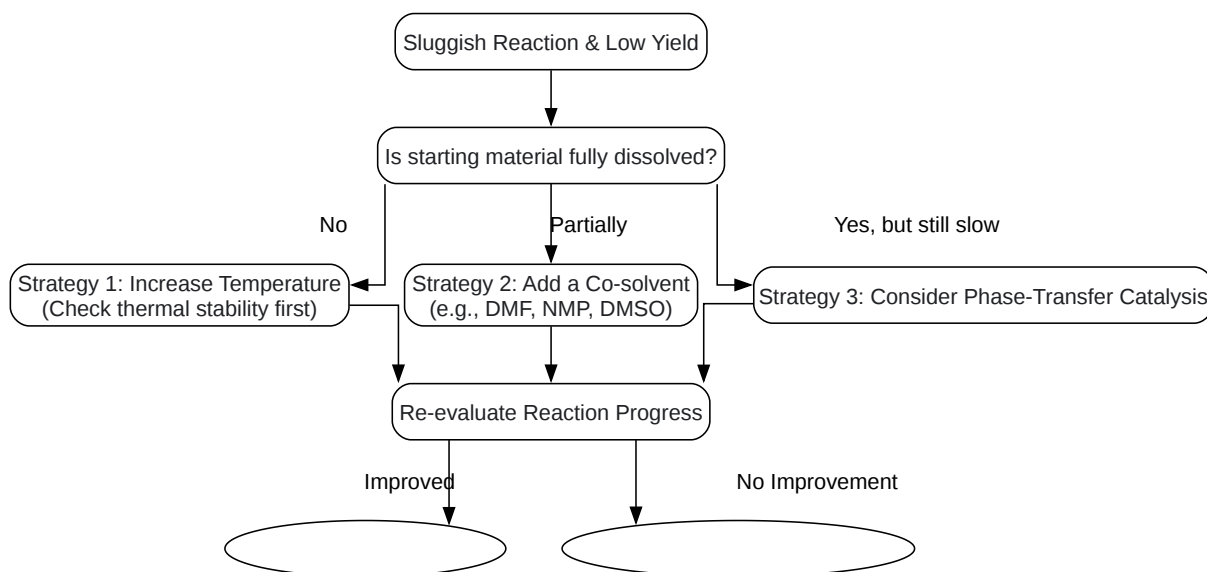 Sluggish Reaction & Low Yield
Is starting material fully dissolved?
No
Partially
Yes, but still slow
Strategy 1: Increase Temperature
(Check thermal stability first)
Strategy 2: Add a Co-solvent
(e.g., DMF, NMP, DMSO)
Strategy 3: Consider Phase-Transfer Catalysis
Re-evaluate Reaction Progress
Improved
No Improvement